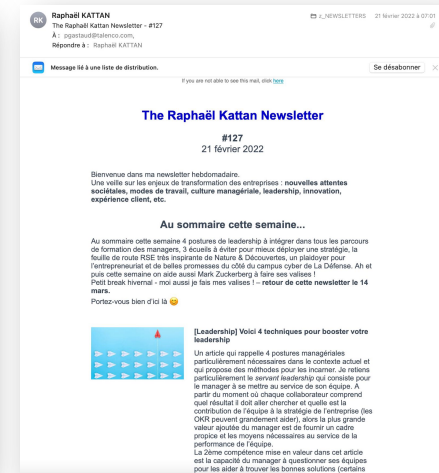 RK
Raphaël KATTAN
z_NEWSLETTERS 21 février 2022 à 07:01
The Raphaël Kattan Newsletter - #127
À : pgastaud@talenco.com,
Répondre à : Raphaël KATTAN
Message lié à une liste de distribution.
Se désabonner
If you are not able to see this mail, click here
The Raphaël Kattan Newsletter
#127
21 février 2022
Bienvenue dans ma newsletter hebdomadaire.
Une veille sur les enjeux de transformation des entreprises : nouvelles attentes
sociétales, modes de travail, culture managériale, leadership, innovation,
expérience client, etc.
Au sommaire cette semaine...
Au sommaire cette semaine 4 postures de leadership à intégrer dans tous les parcours
de formation des managers, 3 écueils à éviter pour mieux déployer une stratégie, la
feuille de route RSE très inspirante de Nature & Découvertes, un plaidoyer pour
l'entrepreneuriat et de belles promesses du côté du campus cyber de La Défense. Ah et
puis cette semaine on aide aussi Mark Zuckerberg à faire ses valises !
Petit break hivernal - moi aussi je fais mes valises ! – retour de cette newsletter le 14
mars.
Portez-vous bien d'ici là
[Leadership] Voici 4 techniques pour booster votre
leadership
Un article qui rappelle 4 postures managériales
particulièrement nécessaires dans le contexte actuel et
qui propose des méthodes pour les incarner. Je retiens
particulièrement le servant leadership qui consiste pour
le manager à se mettre au service de son équipe. A
partir du moment où chaque collaborateur comprend
quel résultat il doit aller chercher et quelle est la
contribution de l'équipe à la stratégie de l'entreprise (les
OKR peuvent grandement aider), alors la plus grande
valeur ajoutée du manager est de fournir un cadre
propice et les moyens nécessaires au service de la
performance de l'équipe.
La 2ème compétence mise en valeur dans cet article
est la capacité du manager à questionner ses équipes
pour les aider à trouver les bonnes solutions (certains